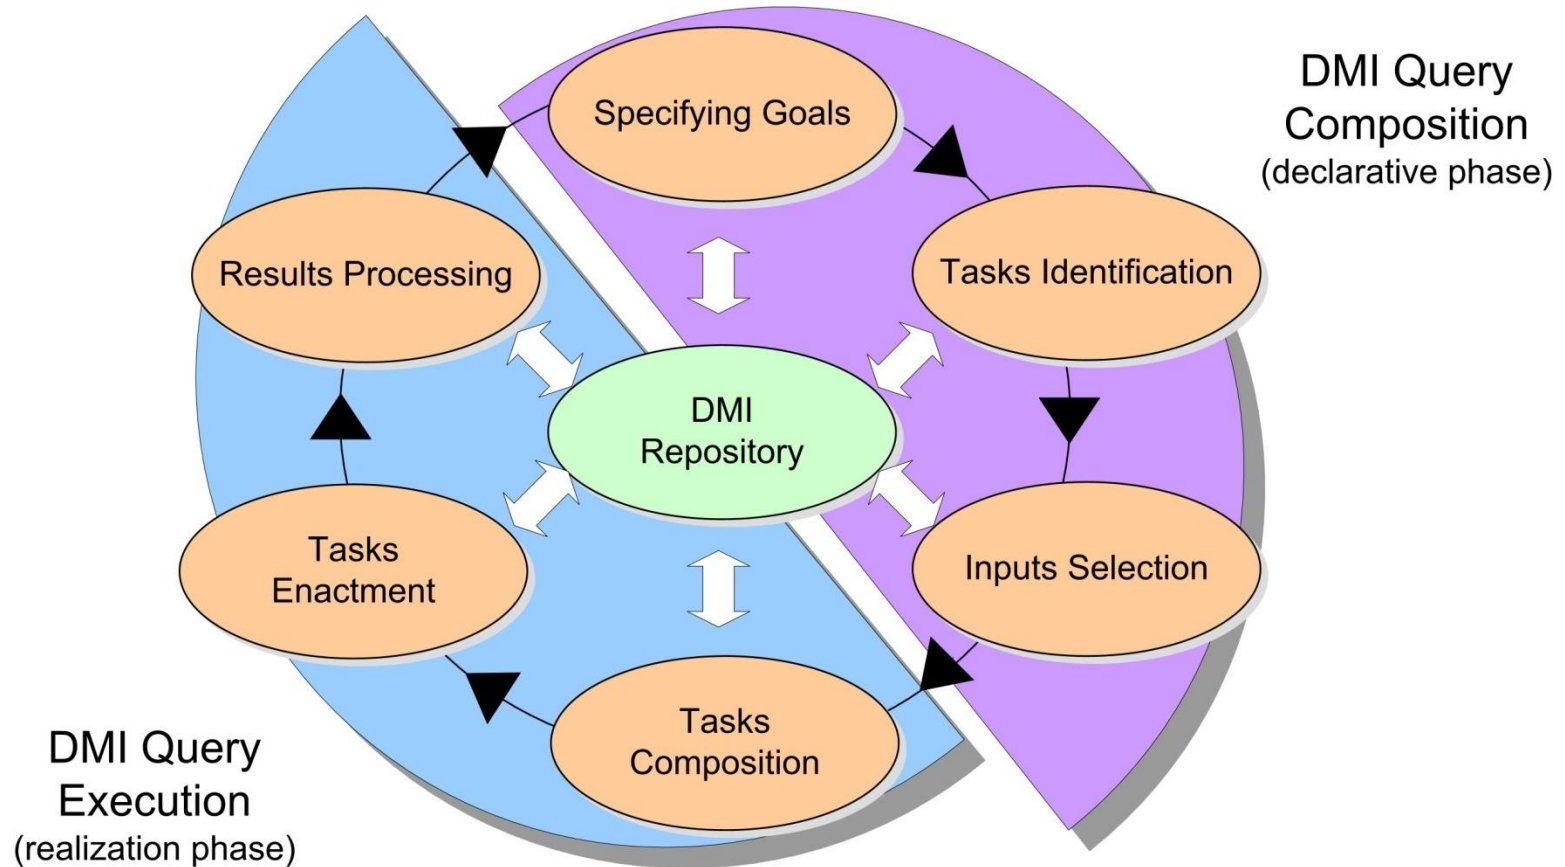 Specifying Goals
DMI Query
Composition
(declarative phase)
Results Processing
Tasks Identification
DMI
Repository
Tasks
Enactment
Inputs Selection
Tasks
Composition
DMI Query
Execution
(realization phase)